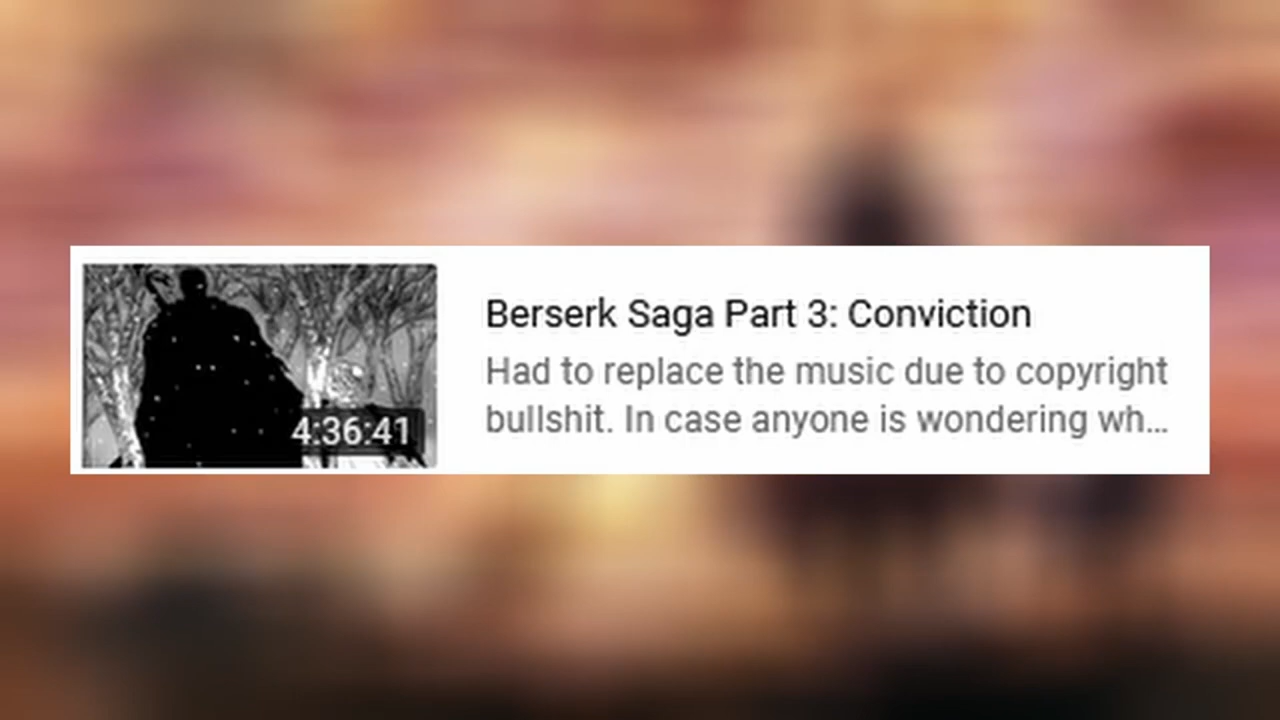 Berserk Saga Part 3: Conviction
Had to replace the music due to copyright
bullshit. In case anyone is wondering wh...
4:36:41